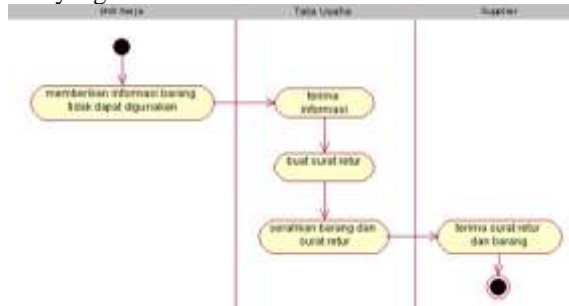 Unit Kerja
Tata Usaha
Supplier
memberikan informasi barang
tidak dapat digunakan
terima
informasi
buat surat retur
serahkan barang dan
surat retur
terima surat retur
dan barang